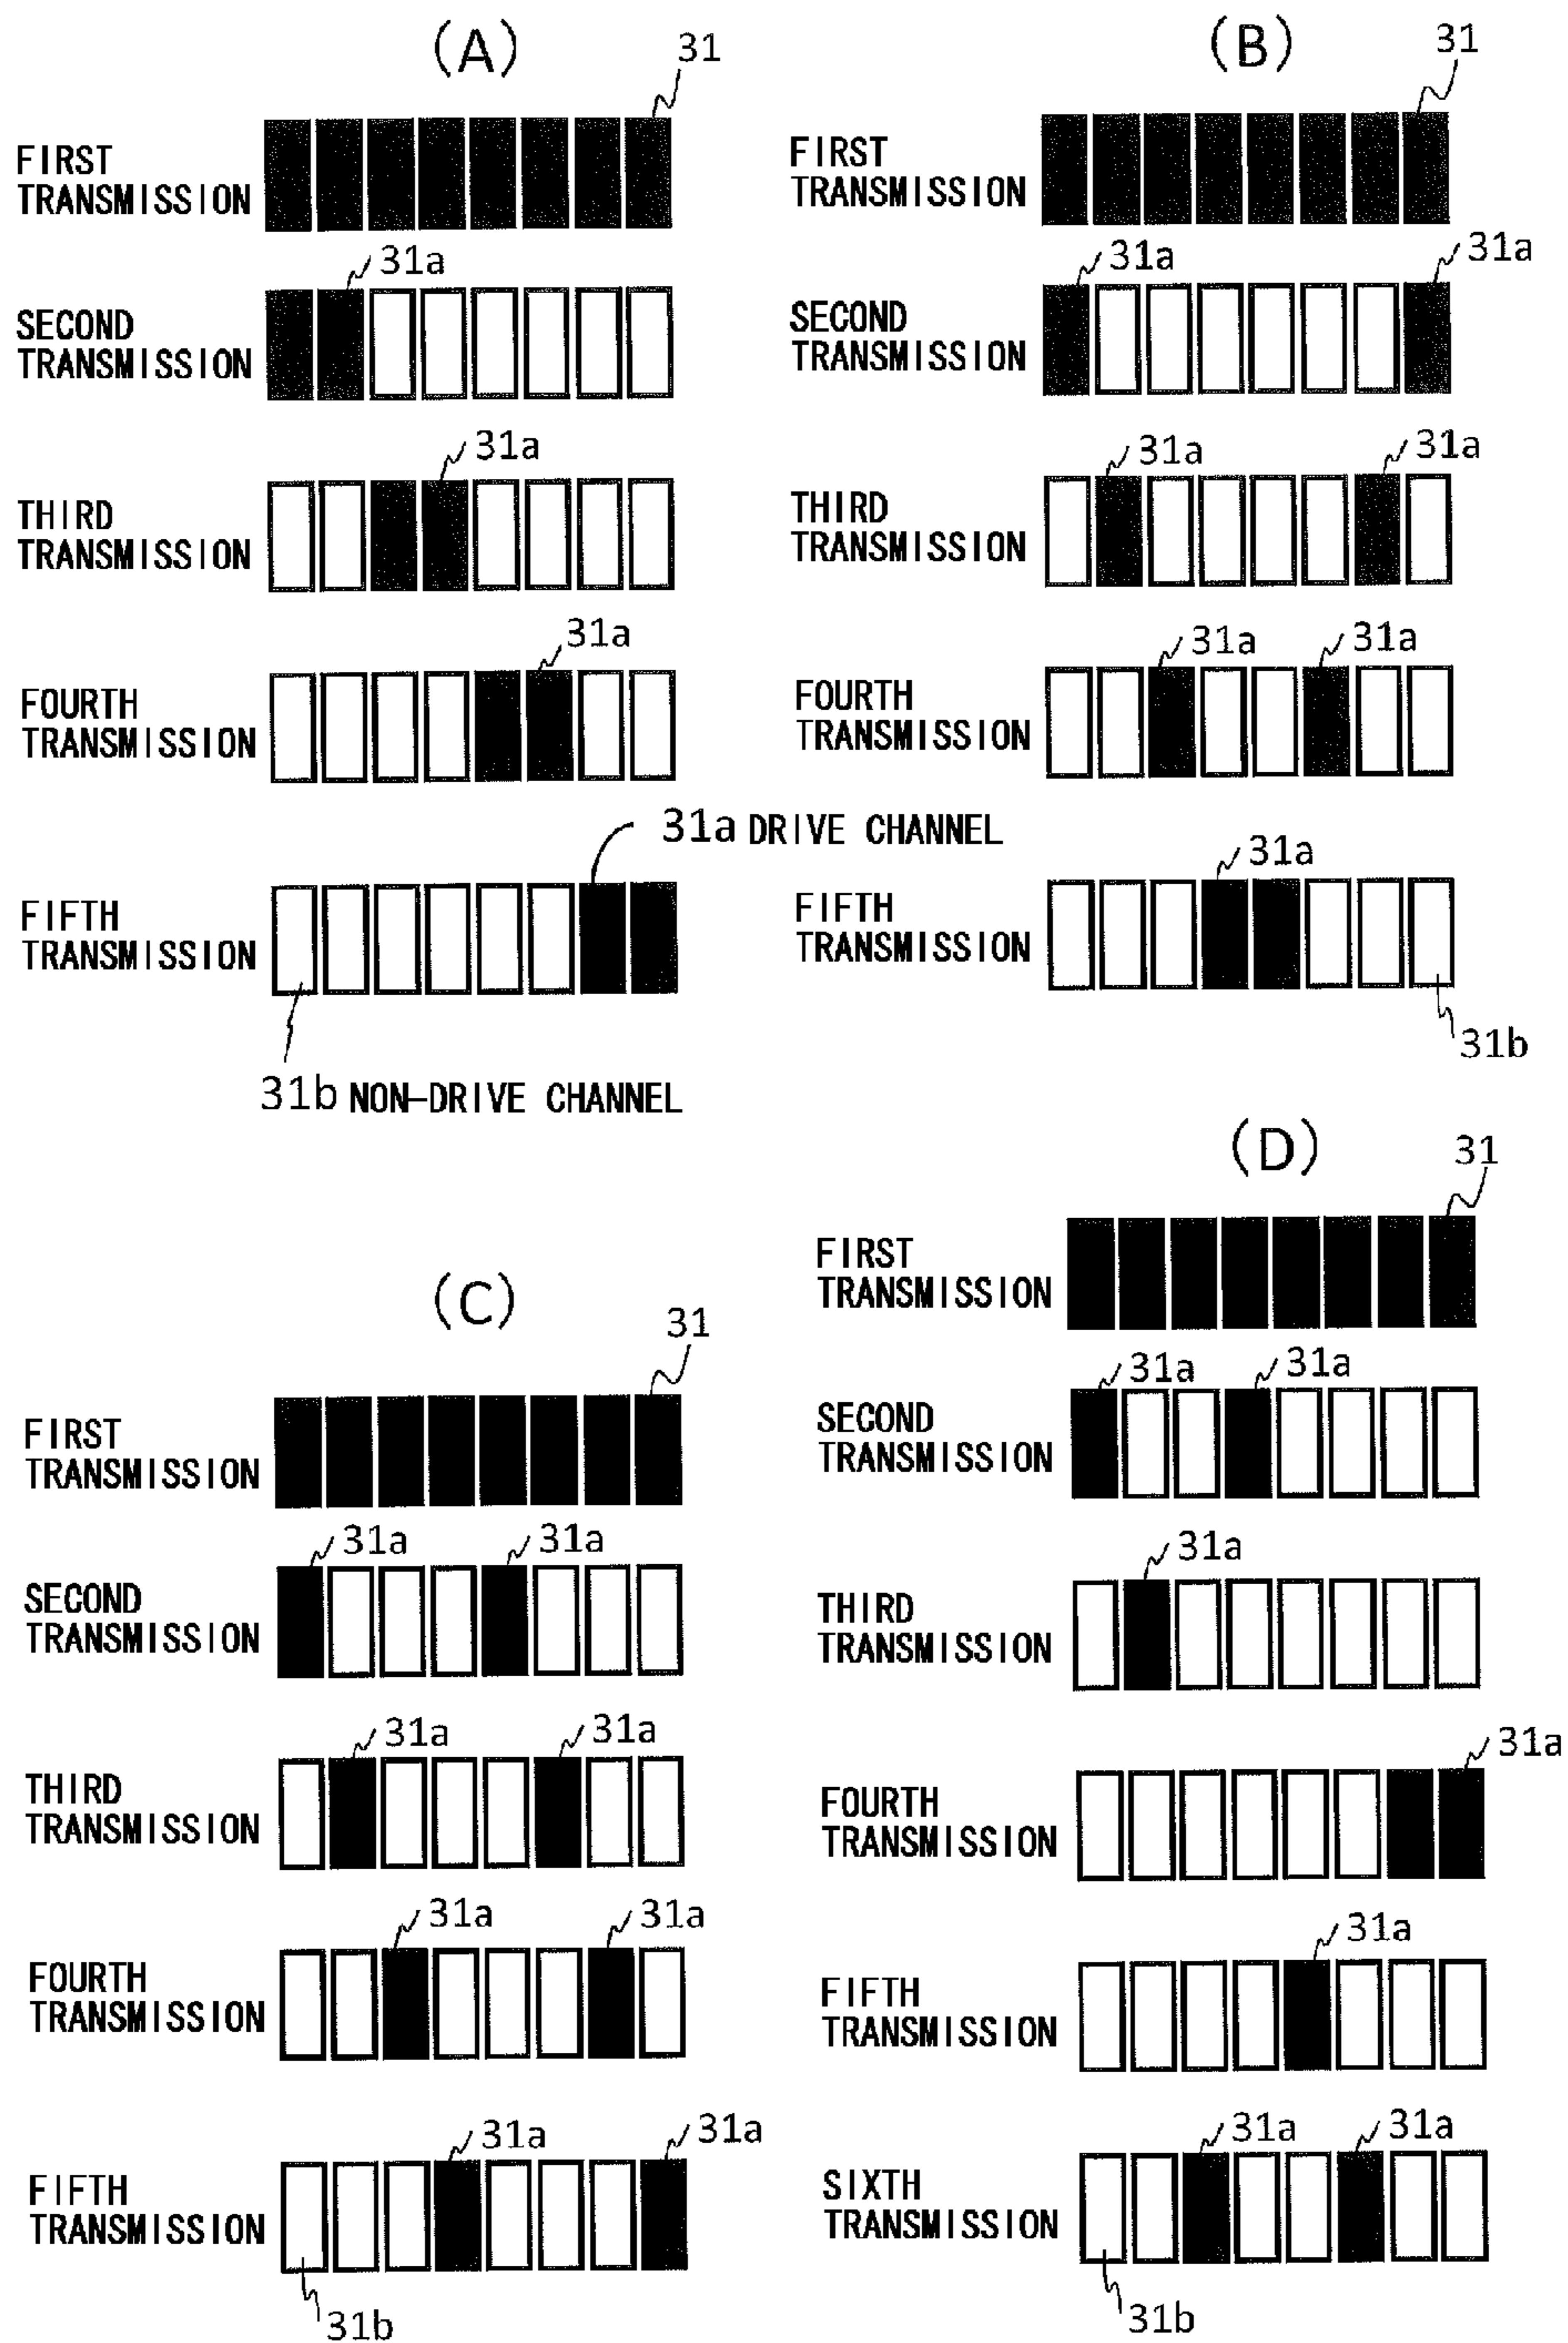 (A)
31
FIRST
TRANSMISSION
31a
SECOND
TRANSMISSION
31a
THIRD
TRANSMISSION
31a
FOURTH
TRANSMISSION
31a DRIVE CHANNEL
FIFTH
TRANSMISSION
31b NON-DRIVE CHANNEL
(B)
31
FIRST
TRANSMISSION
31a
31a
SECOND
TRANSMISSION
31a
31a
THIRD
TRANSMISSION
31a
31a
FOURTH
TRANSMISSION
31a
FIFTH
TRANSMISSION
31b
(C)
31
FIRST
TRANSMISSION
31a
31a
SECOND
TRANSMISSION
31a
31a
THIRD
TRANSMISSION
31a
31a
FOURTH
TRANSMISSION
31a
31a
FIFTH
TRANSMISSION
31b
(D)
31
FIRST
TRANSMISSION
31a
31a
SECOND
TRANSMISSION
31a
THIRD
TRANSMISSION
31a
FOURTH
TRANSMISSION
31a
FIFTH
TRANSMISSION
31a
31a
SIXTH
TRANSMISSION
31b